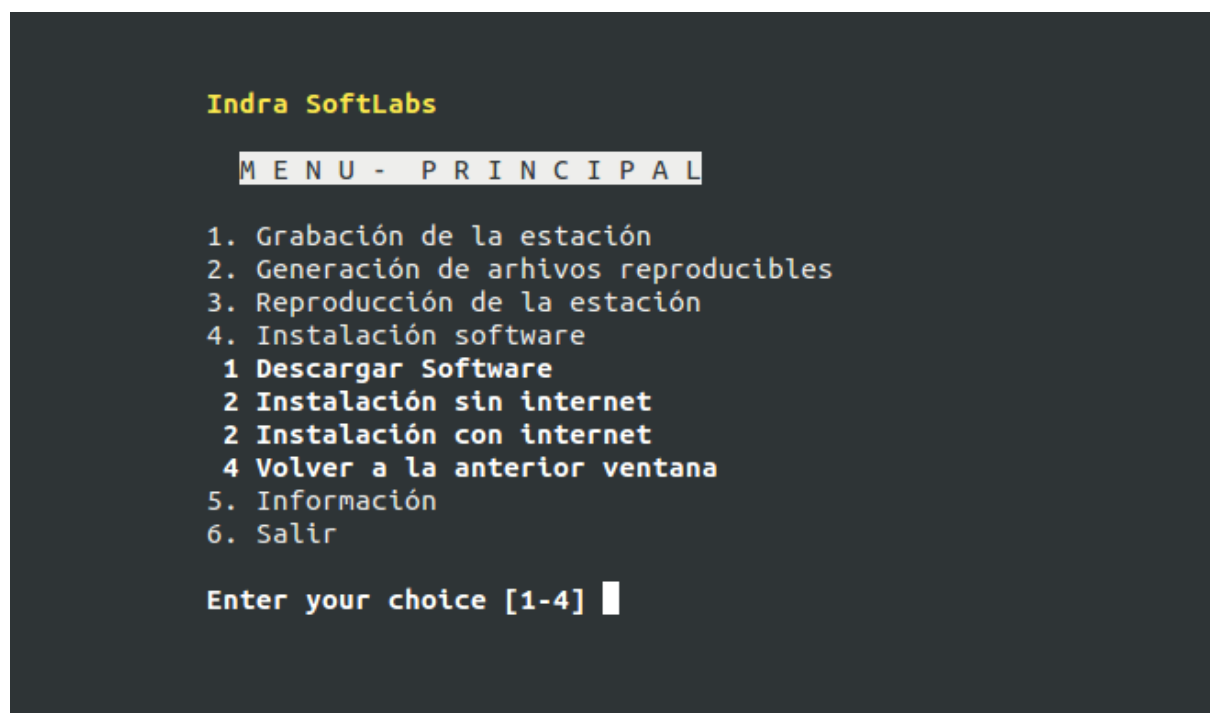 Indra SoftLabs
M E N U - P R I N C I P A L
1. Grabación de la estación
2. Generación de arhivos reproducibles
3. Reproducción de la estación
4. Instalación software
1 Descargar Software
2 Instalación sin internet
2 Instalación con internet
4 Volver a la anterior ventana
5. Información
6. Salir
Enter your choice [1-4]